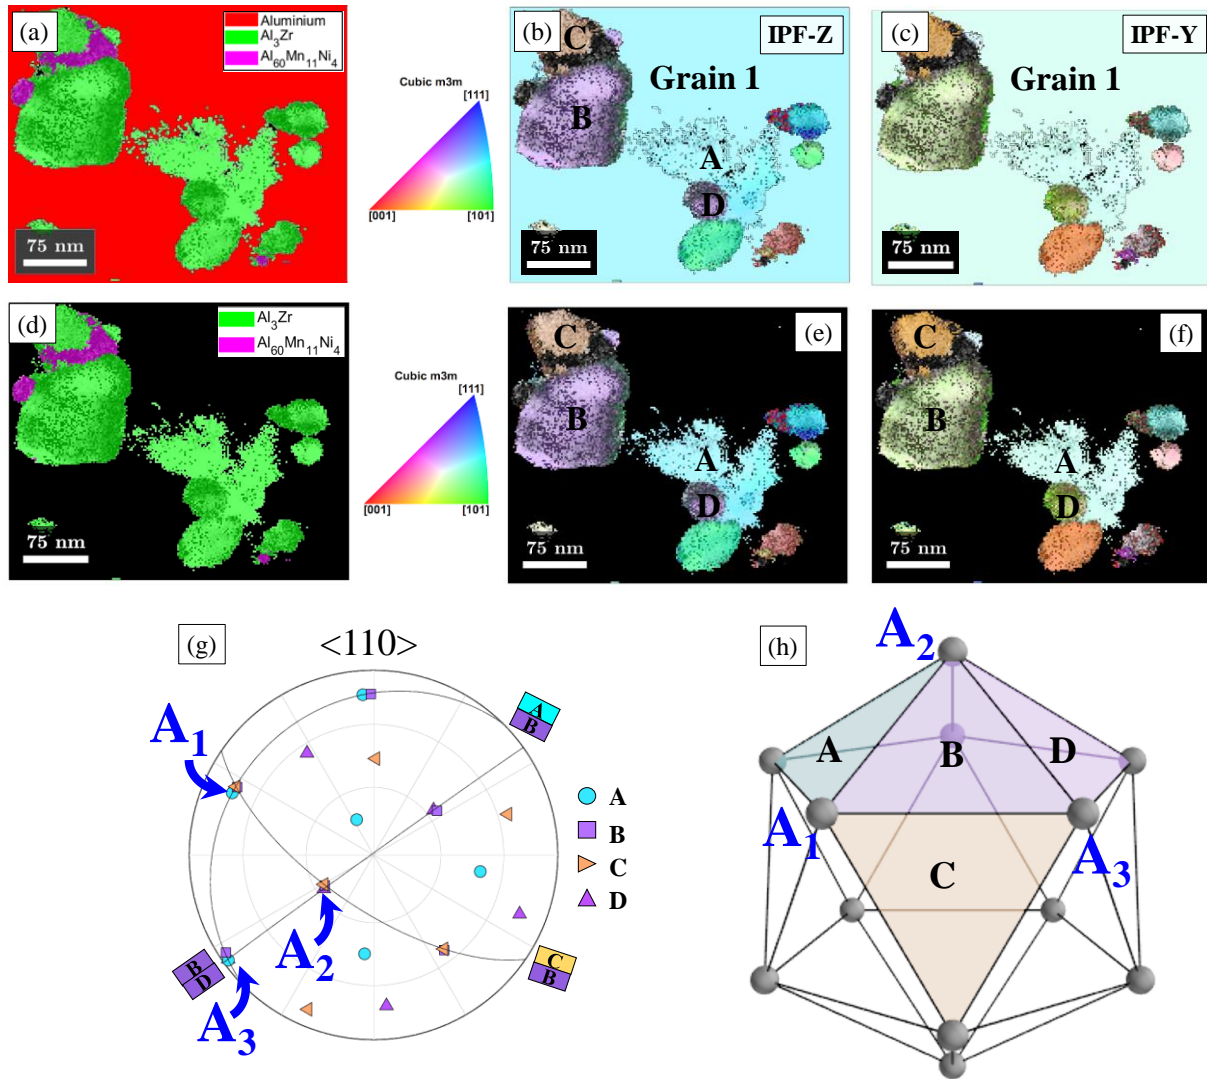 (a)
Aluminium
Al3Zr
Al60Mn11Ni4
75 nm
Cubic m3m
[111]
[001]
[101]
(b)
IPF-Z
C
Grain 1
B
A
D
75 nm
(c)
IPF-Y
Grain 1
75 nm
(d)
Al3Zr
Al60Mn11Ni4
75 nm
Cubic m3m
[111]
[001]
[101]
(e)
C
B
A
D
75 nm
(f)
C
B
A
D
75 nm
(g)
<110>
A1
A
B
A
B
C
D
A2
B
D
C
B
A3
(h)
A2
A
B
D
A1
A3
C